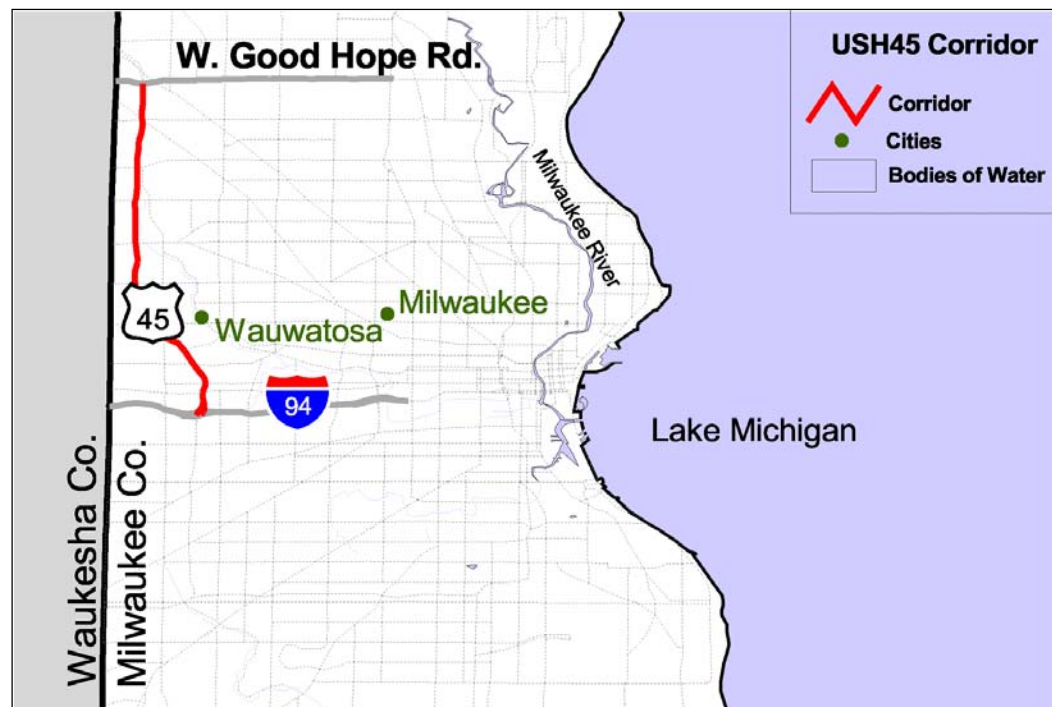 W. Good Hope Rd.
USH45 Corridor
Corridor
Cities
Bodies of Water
Milwaukee River
45
Wauwatosa
Milwaukee
94
Lake Michigan
Waukesha Co.
Milwaukee Co.